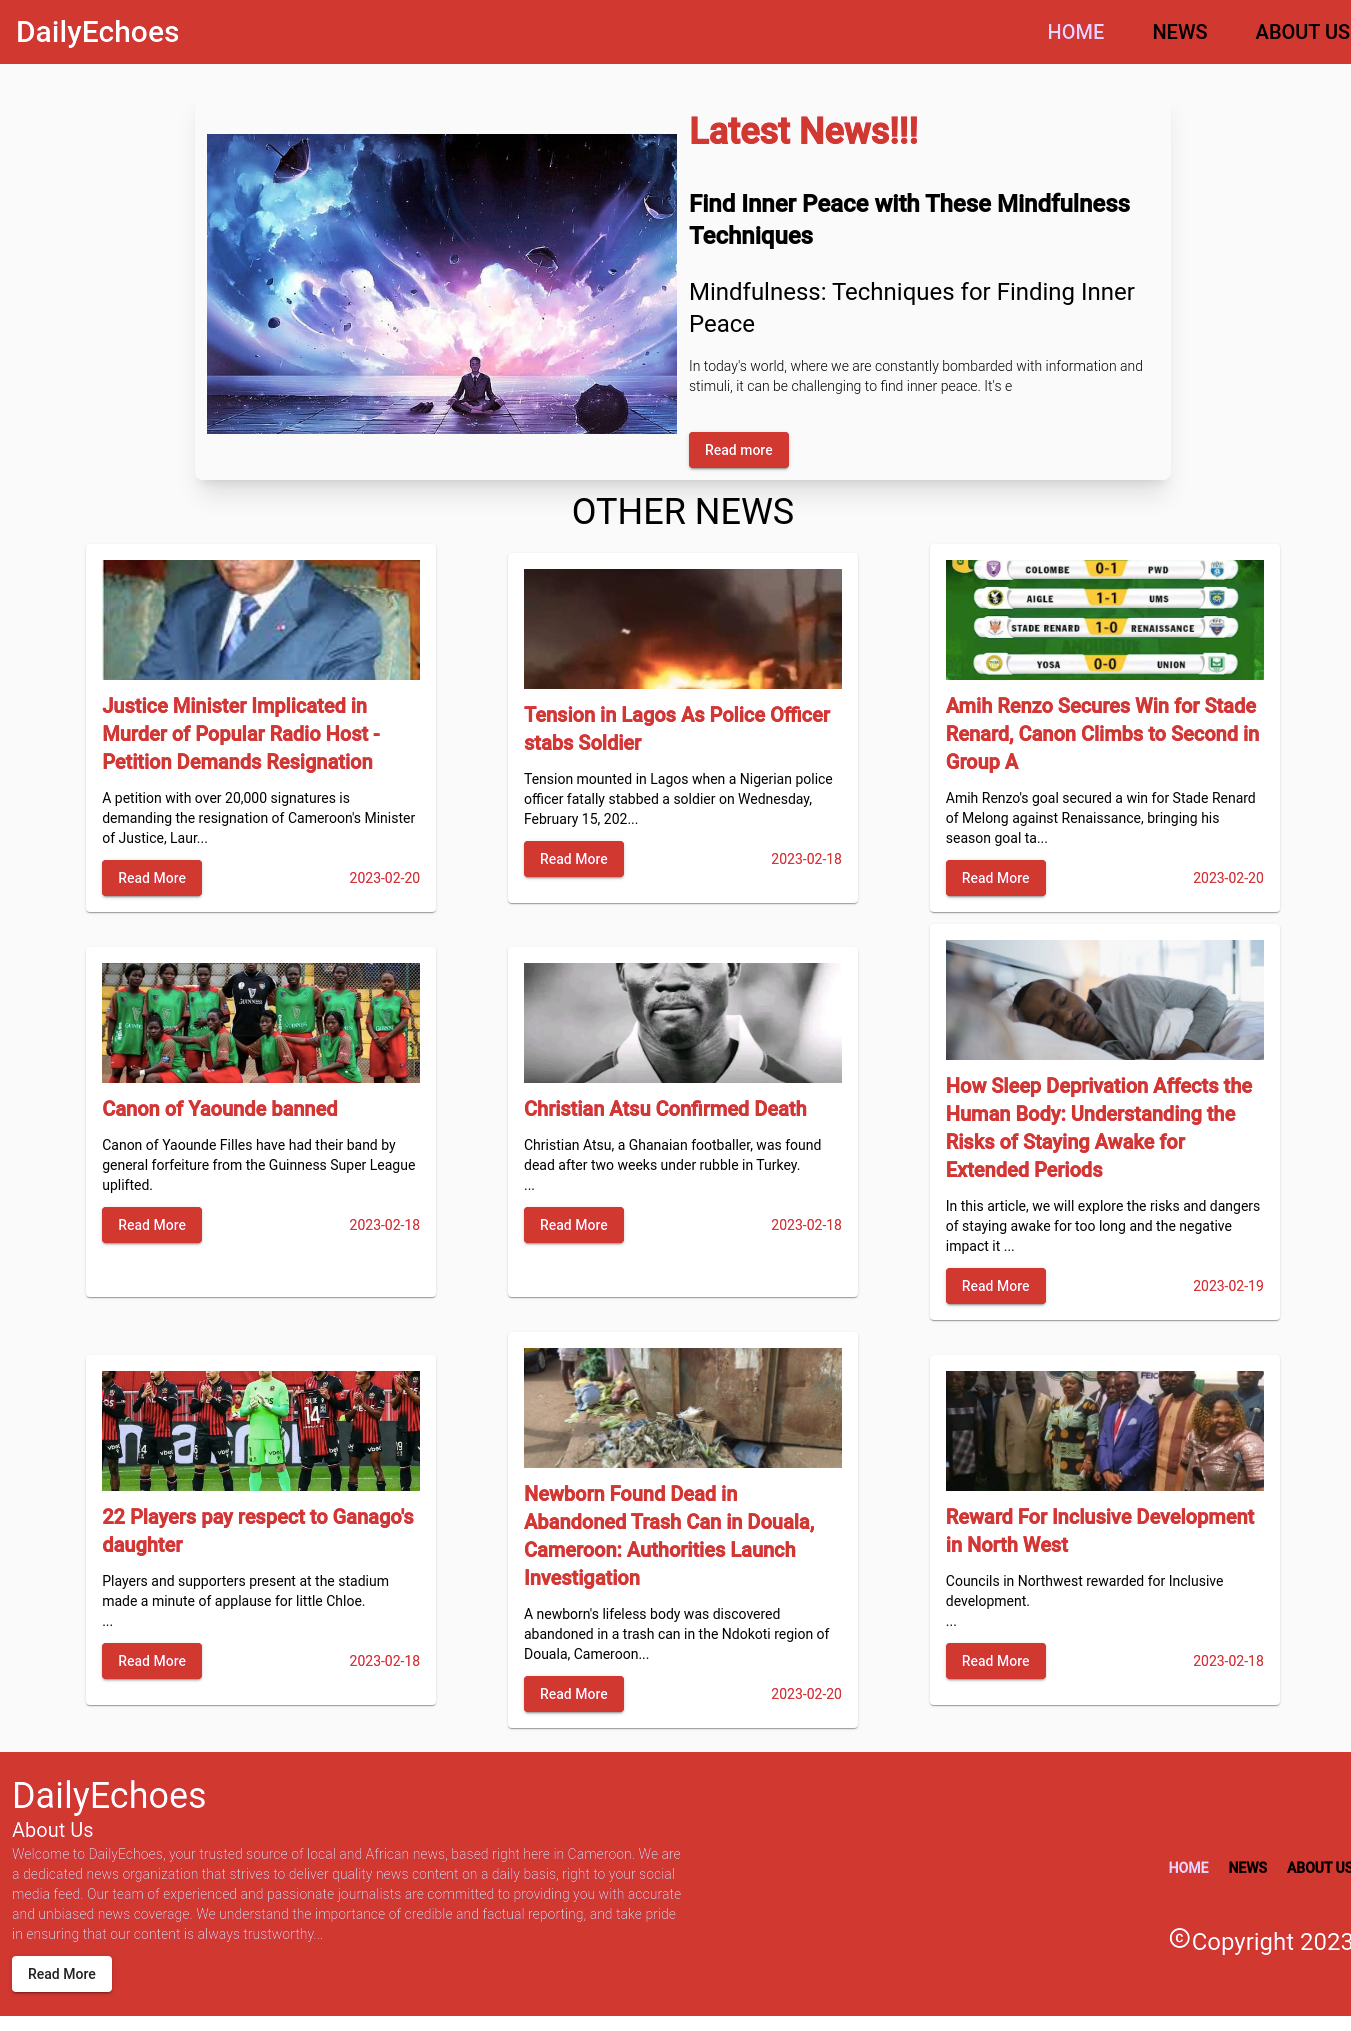 DailyEchoes
HOME NEWS ABOUT US
Latest News!!!
Find Inner Peace with These Mindfulness
Techniques
Mindfulness: Techniques for Finding Inner
Peace
In today's world, where we are constantly bombarded with information and
stimuli, it can be challenging to find inner peace. It's e
Read more
OTHER NEWS
Justice Minister Implicated in
Murder of Popular Radio Host -
Petition Demands Resignation
A petition with over 20,000 signatures is
demanding the resignation of Cameroon's Minister
of Justice, Laur...
Read More 2023-02-20
Tension in Lagos As Police Officer
stabs Soldier
Tension mounted in Lagos when a Nigerian police
officer fatally stabbed a soldier on Wednesday,
February 15, 202...
Read More 2023-02-18
COLOMBE 0-1 PWD
AIGLE 1-1 UMS
STADE RENARD 1-0 RENAISSANCE
YOSA 0-0 UNION
Amih Renzo Secures Win for Stade
Renard, Canon Climbs to Second in
Group A
Amih Renzo's goal secured a win for Stade Renard
of Melong against Renaissance, bringing his
season goal ta...
Read More 2023-02-20
Canon of Yaounde banned
Canon of Yaounde Filles have had their band by
general forfeiture from the Guinness Super League
uplifted.
Read More 2023-02-18
Christian Atsu Confirmed Death
Christian Atsu, a Ghanaian footballer, was found
dead after two weeks under rubble in Turkey.
...
Read More 2023-02-18
How Sleep Deprivation Affects the
Human Body: Understanding the
Risks of Staying Awake for
Extended Periods
In this article, we will explore the risks and dangers
of staying awake for too long and the negative
impact it ...
Read More 2023-02-19
14
22 Players pay respect to Ganago's
daughter
Players and supporters present at the stadium
made a minute of applause for little Chloe.
...
Read More 2023-02-18
Newborn Found Dead in
Abandoned Trash Can in Douala,
Cameroon: Authorities Launch
Investigation
A newborn's lifeless body was discovered
abandoned in a trash can in the Ndokoti region of
Douala, Cameroon...
Read More 2023-02-20
Reward For Inclusive Development
in North West
Councils in Northwest rewarded for Inclusive
development.
...
Read More 2023-02-18
DailyEchoes
About Us
Welcome to DailyEchoes, your trusted source of local and African news, based right here in Cameroon. We are
a dedicated news organization that strives to deliver quality news content on a daily basis, right to your social
media feed. Our team of experienced and passionate journalists are committed to providing you with accurate
and unbiased news coverage. We understand the importance of credible and factual reporting, and take pride
in ensuring that our content is always trustworthy...
Read More
HOME NEWS ABOUT US
©Copyright 2023